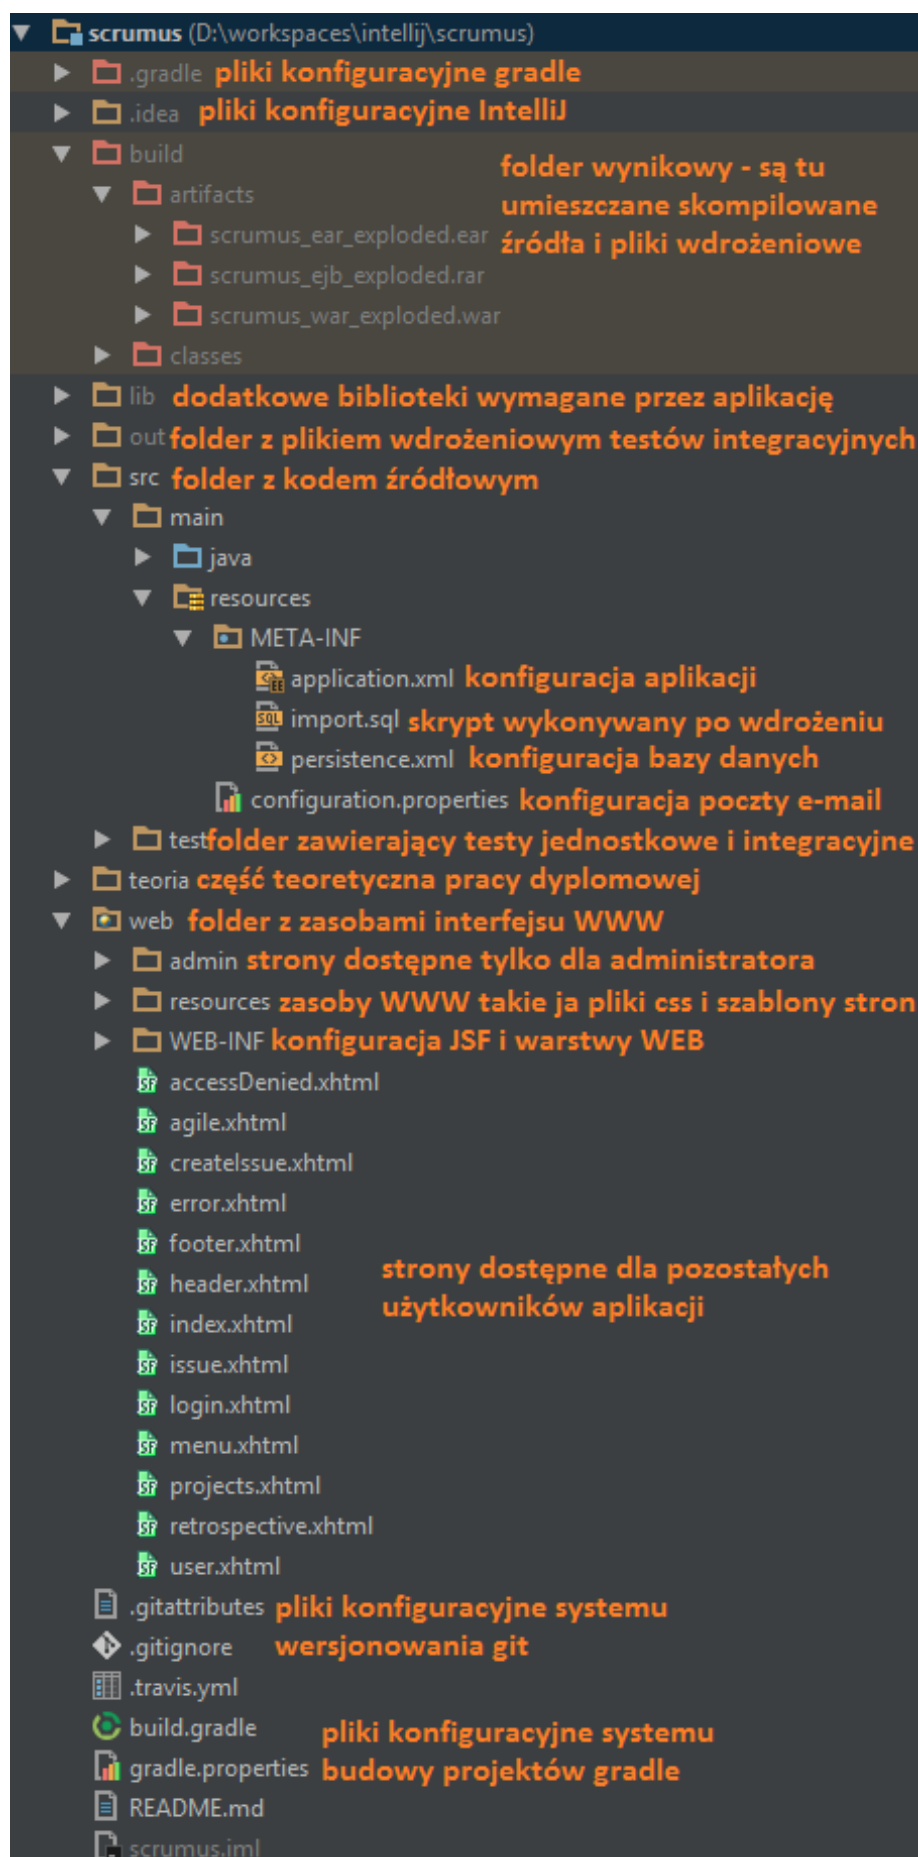 scrumus (D:\workspaces\intellij\scrumus)
.gradle pliki konfiguracyjne gradle
.idea pliki konfiguracyjne IntelliJ
build
folder wynikowy - są tu
umieszczane skompilowane
źródła i pliki wdrożeniowe
artifacts
scrumus_ear_exploded.ear
scrumus_ejb_exploded.rar
scrumus_war_exploded.war
classes
lib dodatkowe biblioteki wymagane przez aplikację
out folder z plikiem wdrożeniowym testów integracyjnych
src folder z kodem źródłowym
main
java
resources
META-INF
application.xml konfiguracja aplikacji
import.sql skrypt wykonywany po wdrożeniu
persistence.xml konfiguracja bazy danych
configuration.properties konfiguracja poczty e-mail
test folder zawierający testy jednostkowe i integracyjne
teoria część teoretyczna pracy dyplomowej
web folder z zasobami interfejsu WWW
admin strony dostępne tylko dla administratora
resources zasoby WWW takie ja pliki css i szablony stron
WEB-INF konfiguracja JSF i warstwy WEB
accessDenied.xhtml
agile.xhtml
createIssue.xhtml
error.xhtml
footer.xhtml
header.xhtml
strony dostępne dla pozostałych
użytkowników aplikacji
index.xhtml
issue.xhtml
login.xhtml
menu.xhtml
projects.xhtml
retrospective.xhtml
user.xhtml
.gitattributes pliki konfiguracyjne systemu
.gitignore wersjonowania git
.travis.yml
build.gradle pliki konfiguracyjne systemu
gradle.properties budowy projektów gradle
README.md
scrumus.iml